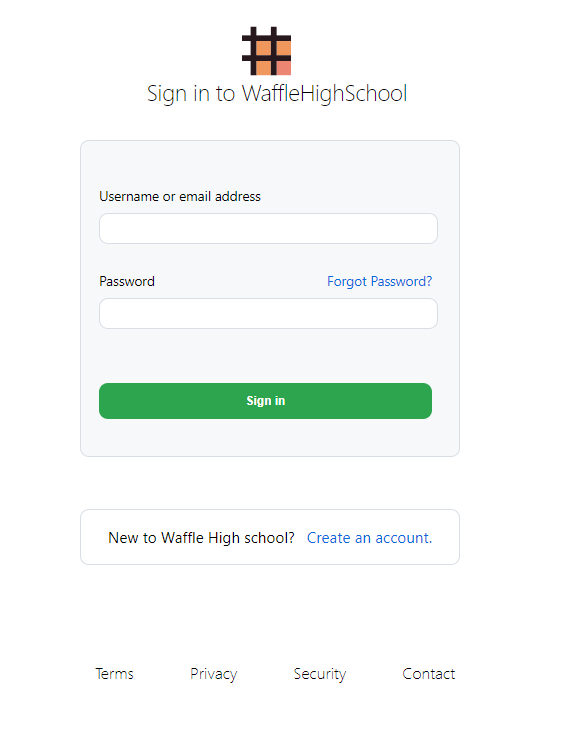 Sign in to WaffleHighSchool
Username or email address
Password Forgot Password?
Sign in
New to Waffle High school? Create an account.
Terms Privacy Security Contact